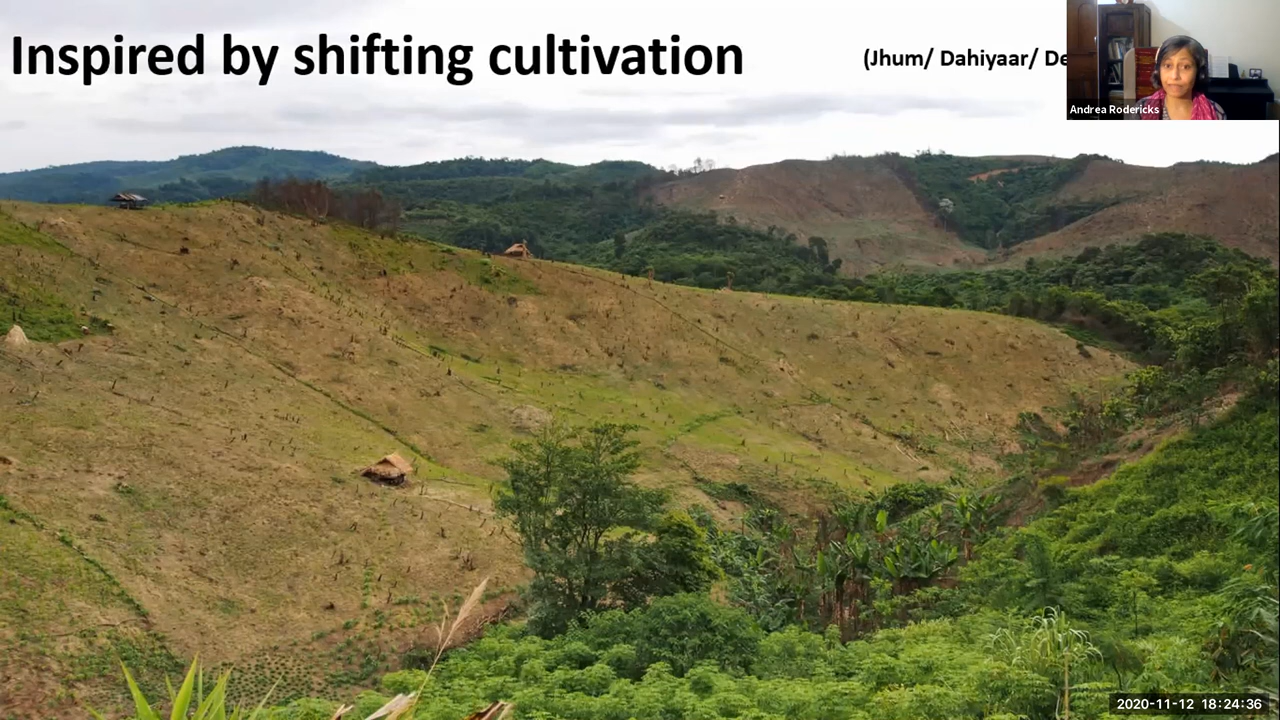 Inspired by shifting cultivation (Jhum/ Dahiyaar/
Andrea Rodericks
2020-11-12 18:24:36